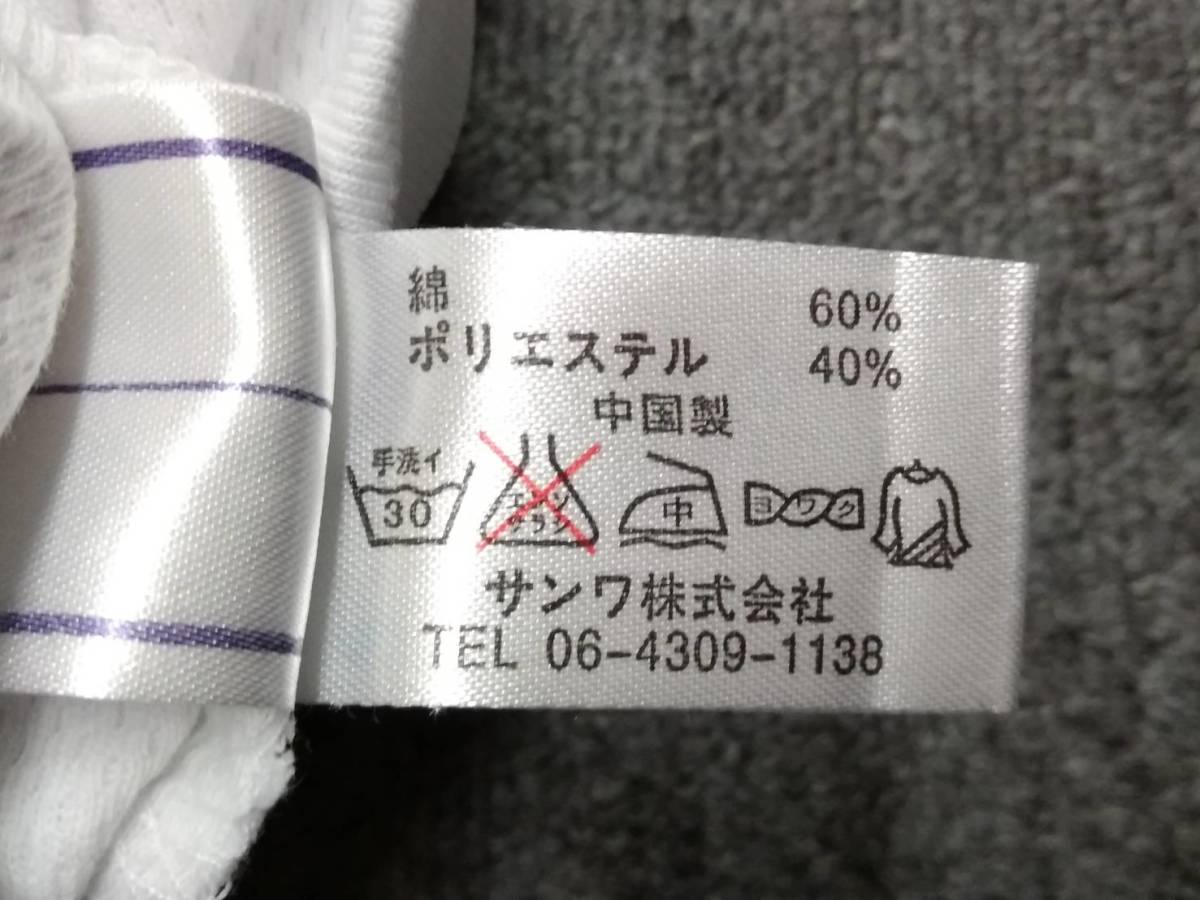 綿 60%
ポリエステル 40%
中国製
手洗イ
30
エンソ
サラシ
中
ヨワク
サンワ株式会社
TEL 06-4309-1138